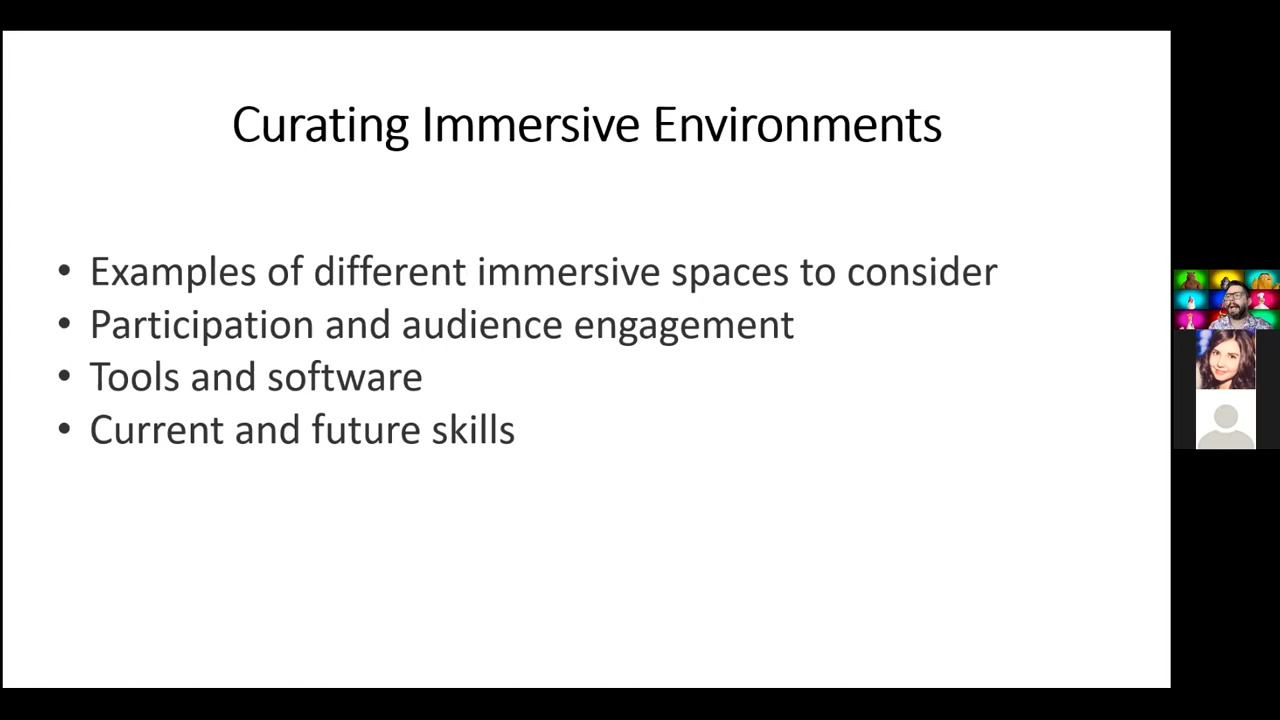 Curating Immersive Environments
• Examples of different immersive spaces to consider
• Participation and audience engagement
• Tools and software
• Current and future skills